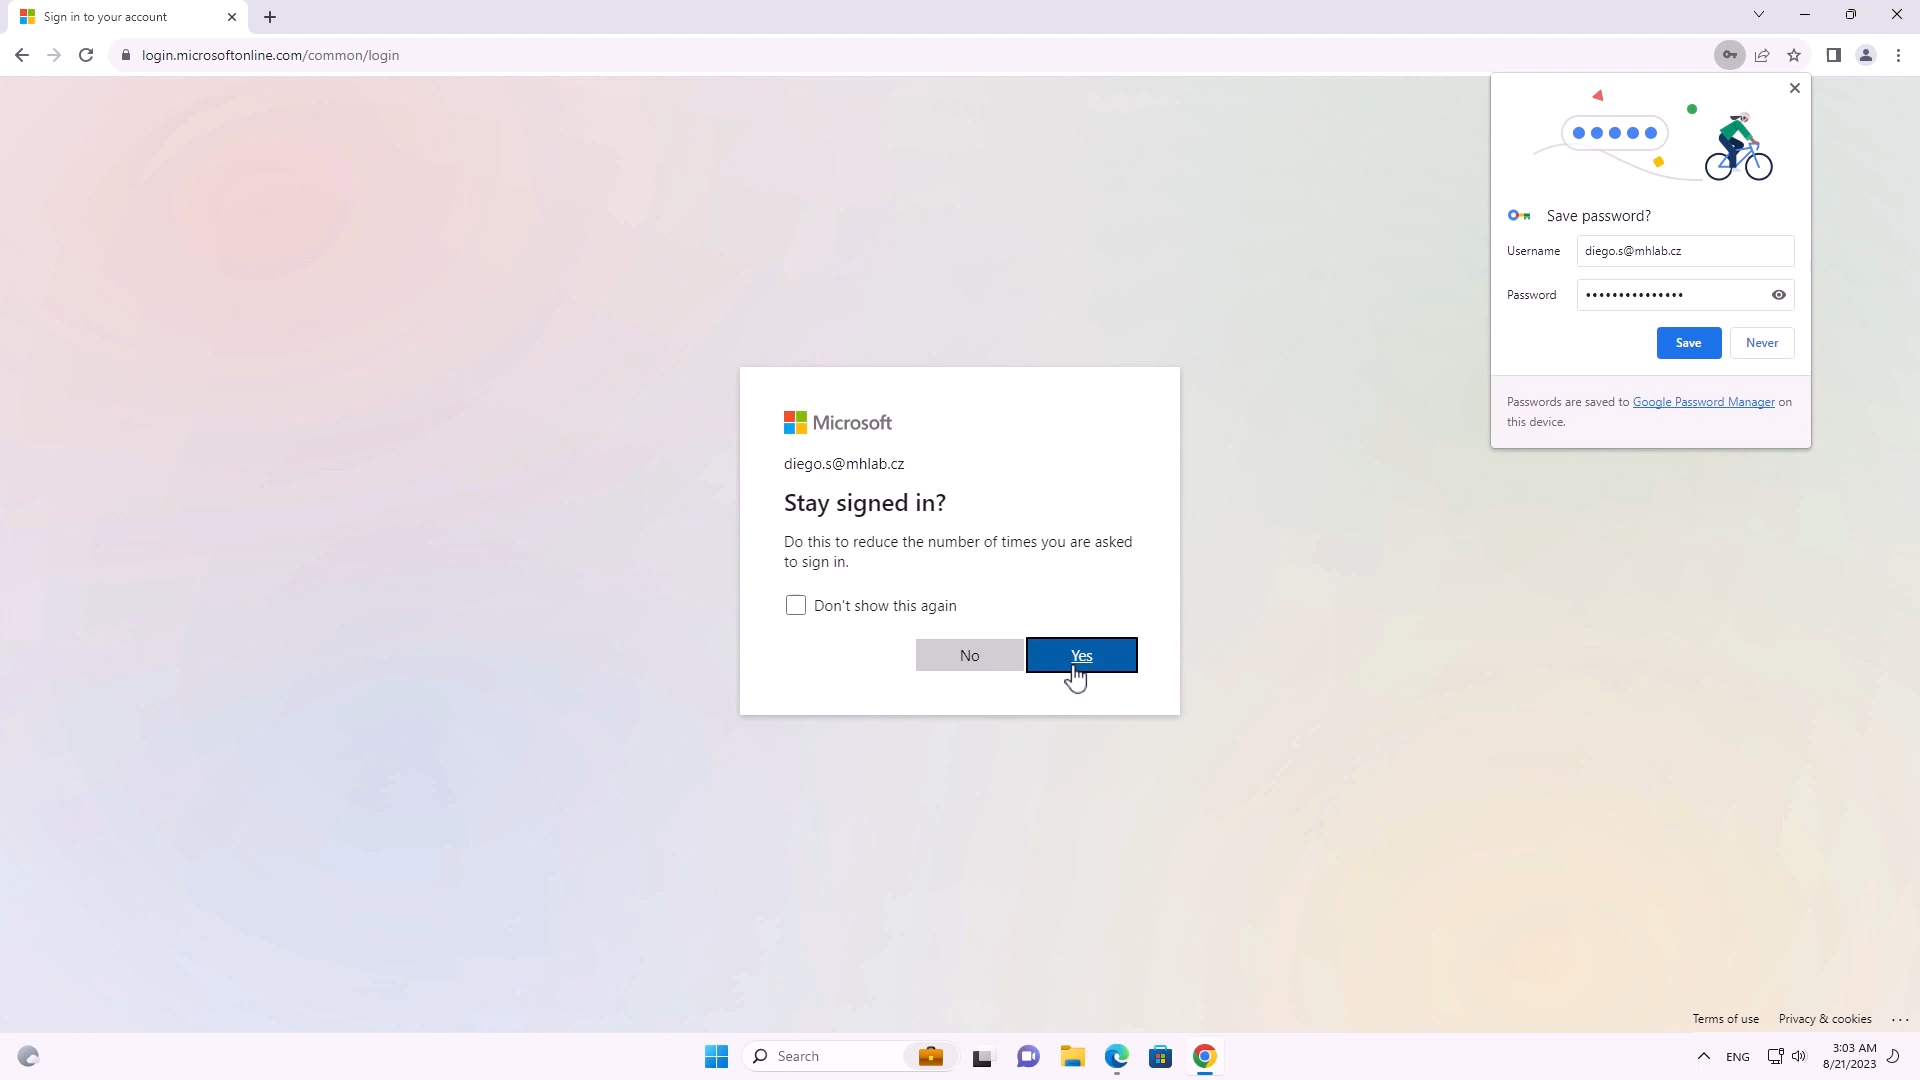 Sign in to your account
login.microsoftonline.com/common/login
Save password?
Username
diego.s@mhlab.cz
Password
•••••••••••••••
Save
Never
Passwords are saved to Google Password Manager on
this device.
Microsoft
diego.s@mhlab.cz
Stay signed in?
Do this to reduce the number of times you are asked
to sign in.
Don't show this again
No
Yes
Terms of use
Privacy & cookies
...
Search
ENG
3:03 AM
8/21/2023